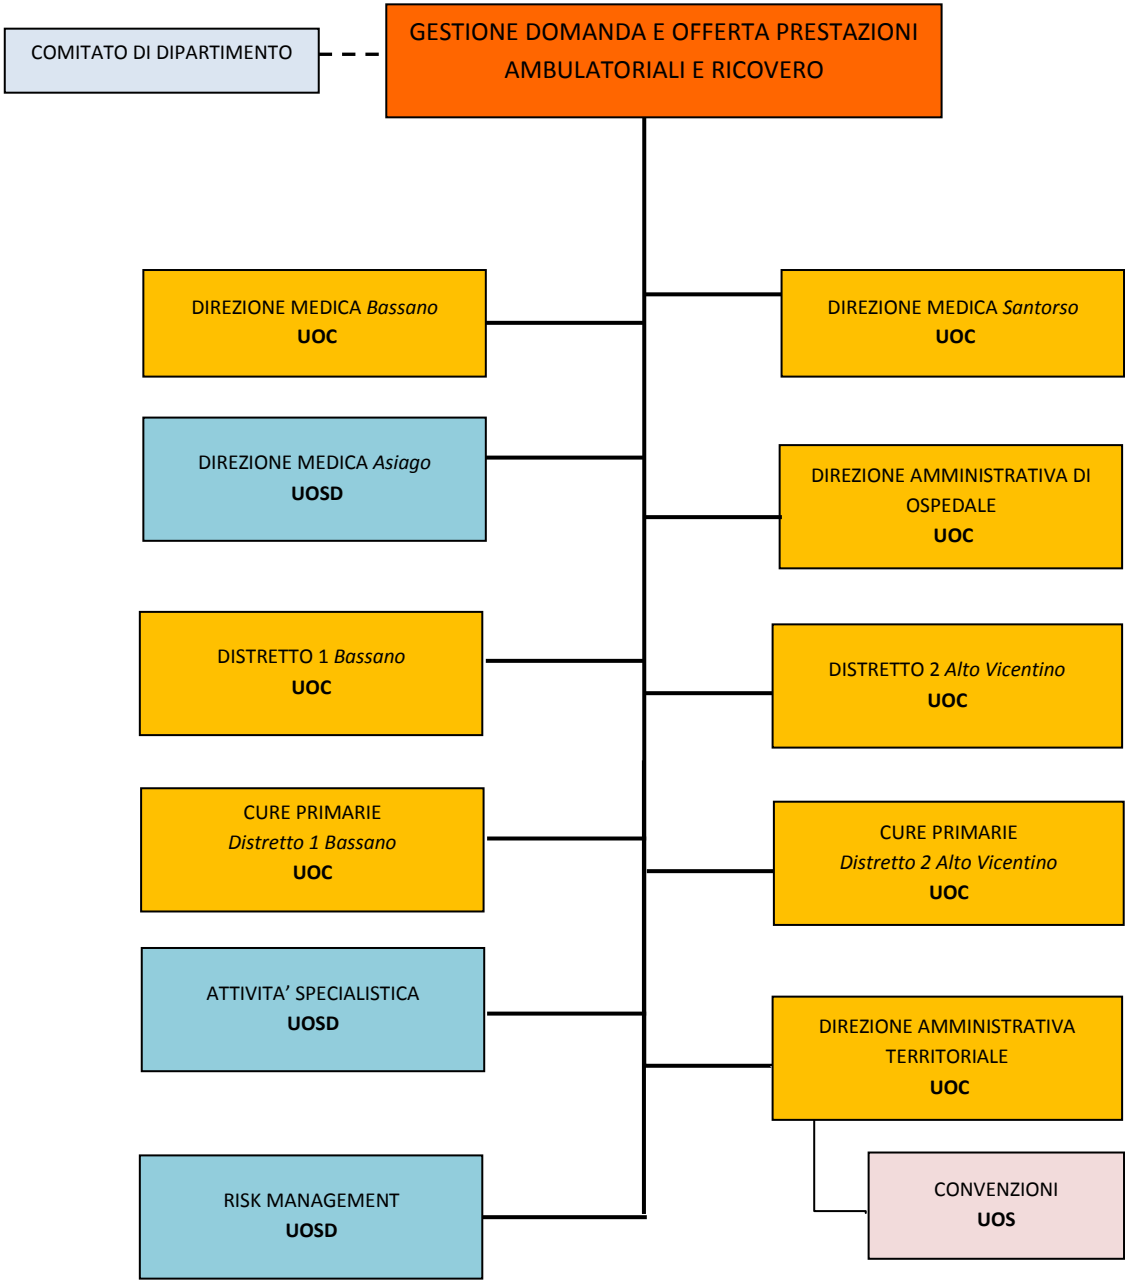 COMITATO DI DIPARTIMENTO
GESTIONE DOMANDA E OFFERTA PRESTAZIONI
AMBULATORIALI E RICOVERO
DIREZIONE MEDICA Bassano
UOC
DIREZIONE MEDICA Santorso
UOC
DIREZIONE MEDICA Asiago
UOSD
DIREZIONE AMMINISTRATIVA DI
OSPEDALE
UOC
DISTRETTO 1 Bassano
UOC
DISTRETTO 2 Alto Vicentino
UOC
CURE PRIMARIE
Distretto 1 Bassano
UOC
CURE PRIMARIE
Distretto 2 Alto Vicentino
UOC
ATTIVITA’ SPECIALISTICA
UOSD
DIREZIONE AMMINISTRATIVA
TERRITORIALE
UOC
RISK MANAGEMENT
UOSD
CONVENZIONI
UOS